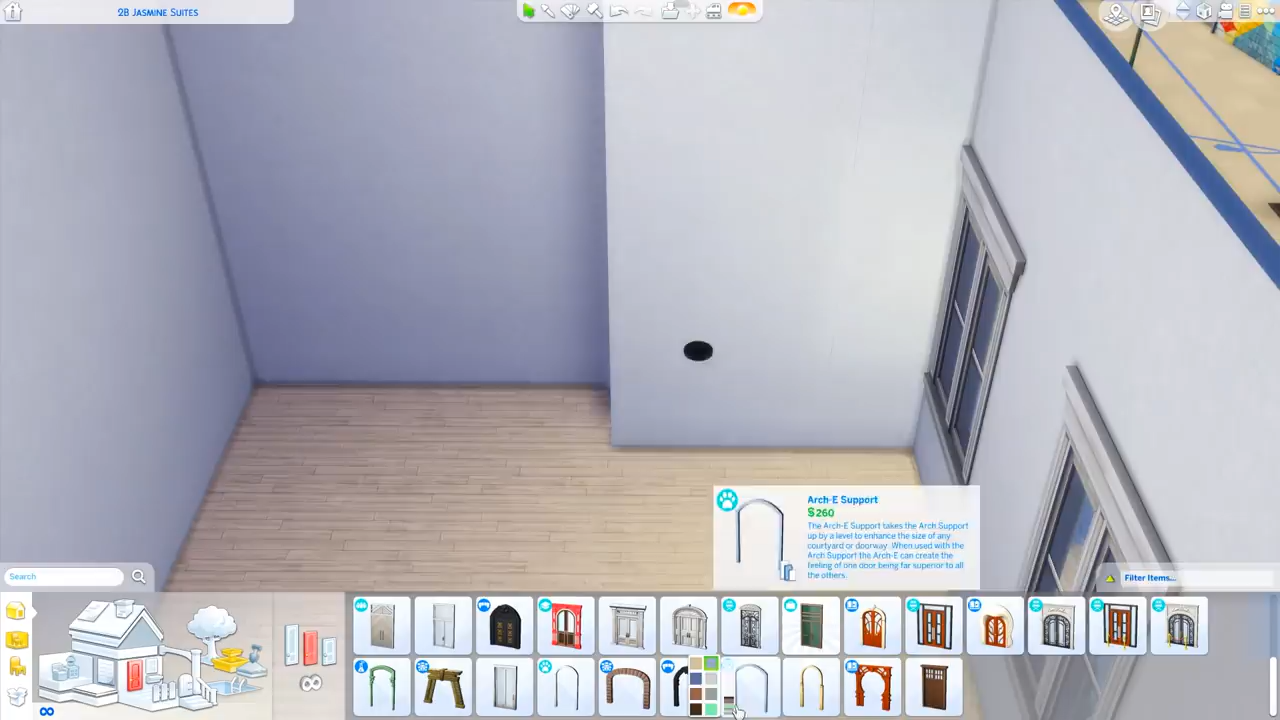 2B Jasmine Suites
Arch-E Support
$260
The Arch-E Support takes the Arch Support
up by a level to enhance the size of any
courtyard or doorway. When used with the
Arch Support the Arch-E can create the
feeling of one door being far superior to all
the others.
Search
Filter Items...